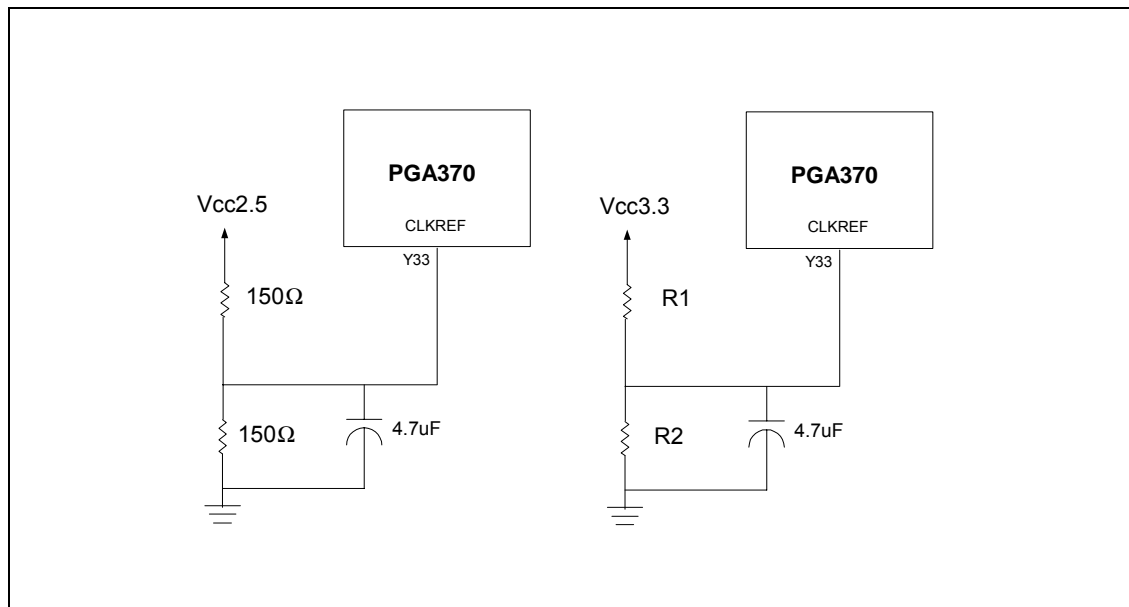 PGA370
CLKREF
Y33
Vcc2.5
150Ω
150Ω
4.7uF
PGA370
CLKREF
Y33
Vcc3.3
R1
R2
4.7uF